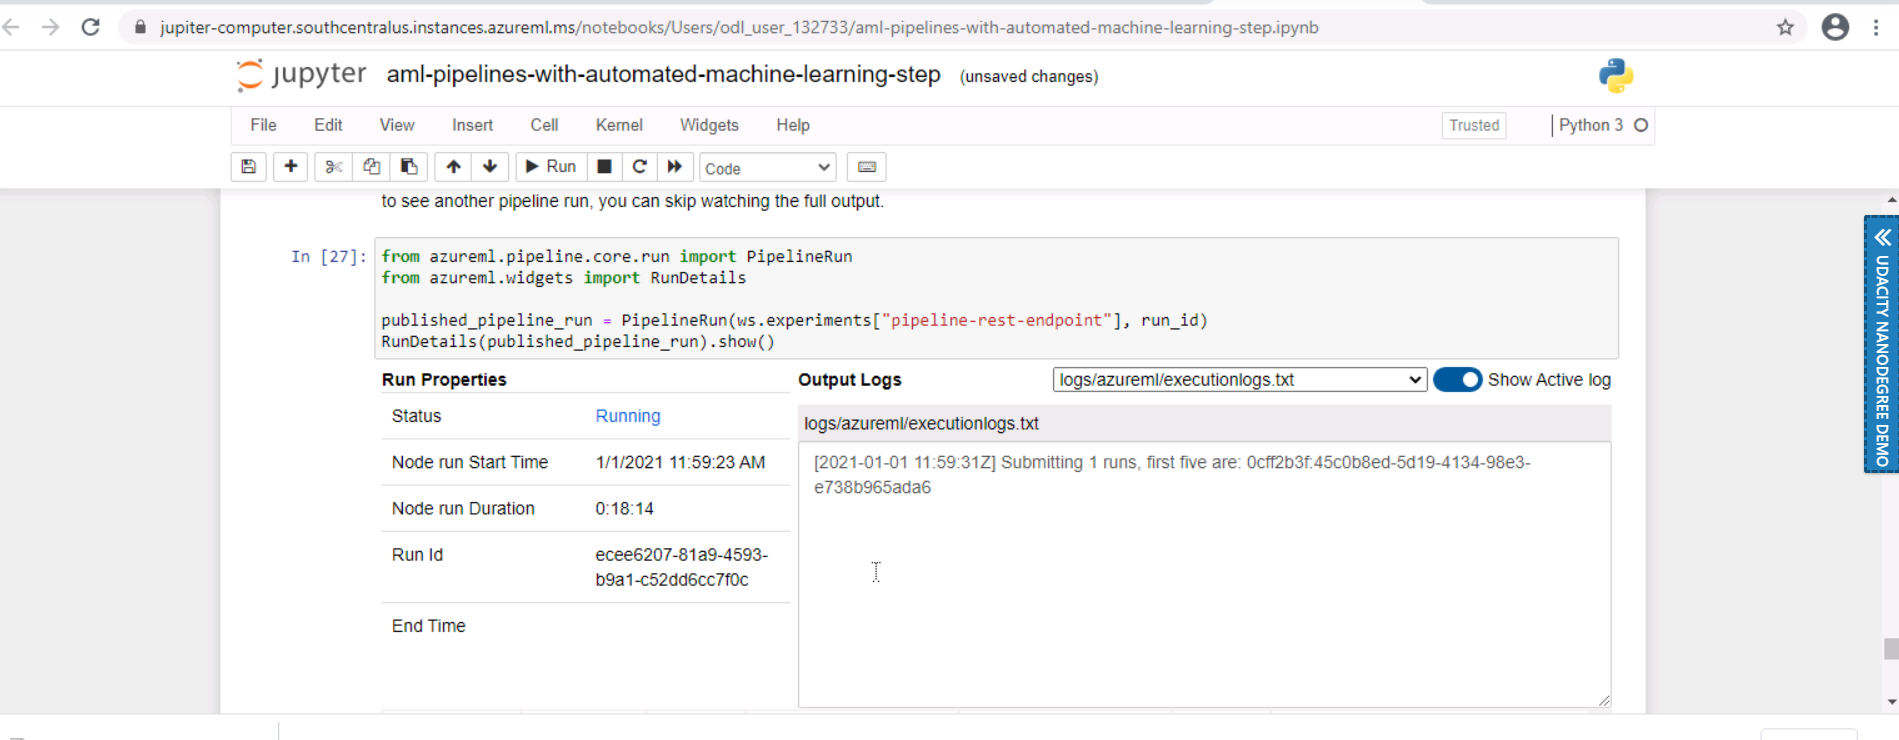 jupiter-computer.southcentralus.instances.azureml.ms/notebooks/Users/odl_user_132733/aml-pipelines-with-automated-machine-learning-step.ipynb
jupyter aml-pipelines-with-automated-machine-learning-step (unsaved changes)
File Edit View Insert Cell Kernel Widgets Help Trusted Python 3
Run Code
to see another pipeline run, you can skip watching the full output.
In [27]: from azureml.pipeline.core.run import PipelineRun
from azureml.widgets import RunDetails
published_pipeline_run = PipelineRun(ws.experiments["pipeline-rest-endpoint"], run_id)
RunDetails(published_pipeline_run).show()
Run Properties
Status Running
Node run Start Time 1/1/2021 11:59:23 AM
Node run Duration 0:18:14
Run Id ecee6207-81a9-4593-
b9a1-c52dd6cc7f0c
End Time
Output Logs logs/azureml/executionlogs.txt Show Active log
logs/azureml/executionlogs.txt
[2021-01-01 11:59:31Z] Submitting 1 runs, first five are: 0cff2b3f:45c0b8ed-5d19-4134-98e3-
e738b965ada6
UDACITY NANODEGREE DEMO